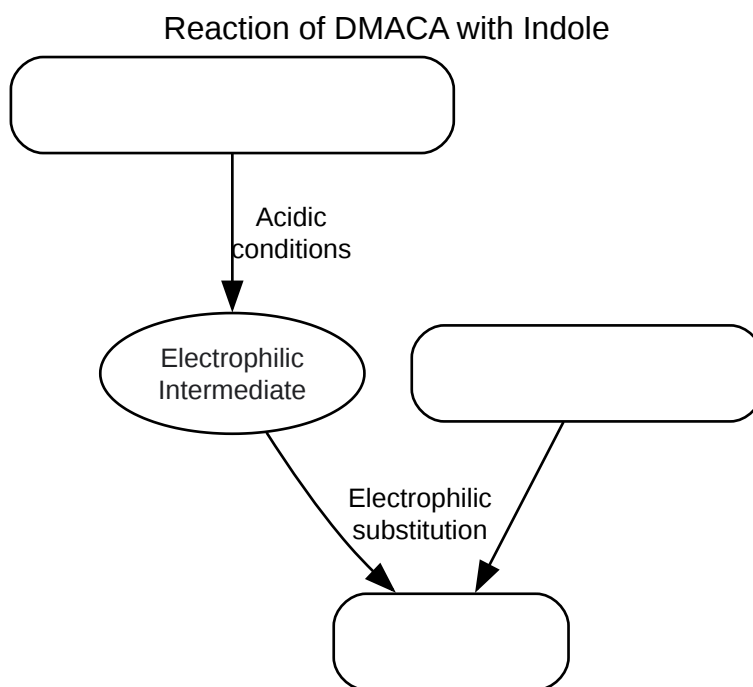 Reaction of DMACA with Indole
Acidic
conditions
Electrophilic
Intermediate
Electrophilic
substitution